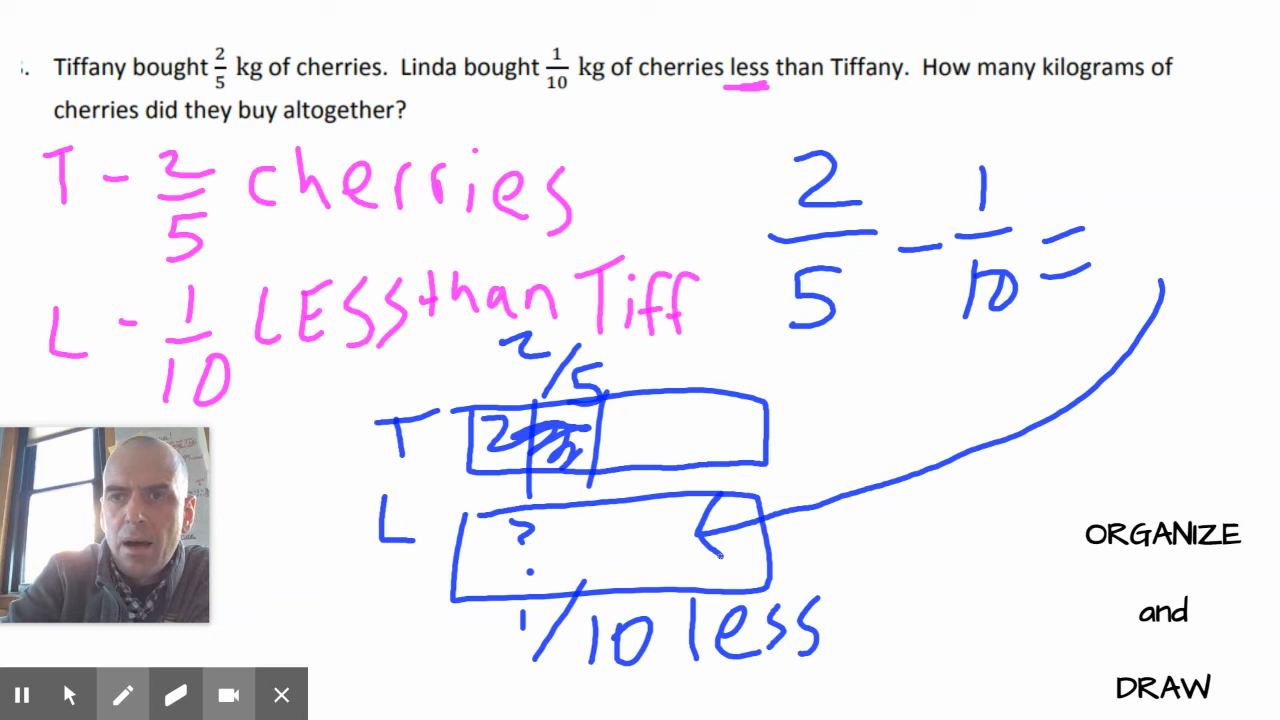 Tiffany bought 2/5 kg of cherries. Linda bought 1/10 kg of cherries less than Tiffany. How many kilograms of
cherries did they buy altogether?
T - 2/5 cherries
2/5 - 1/10 =
L - 1/10 LESS than Tiff
2/5
T 2
L ?
1/10 less
ORGANIZE
and
DRAW